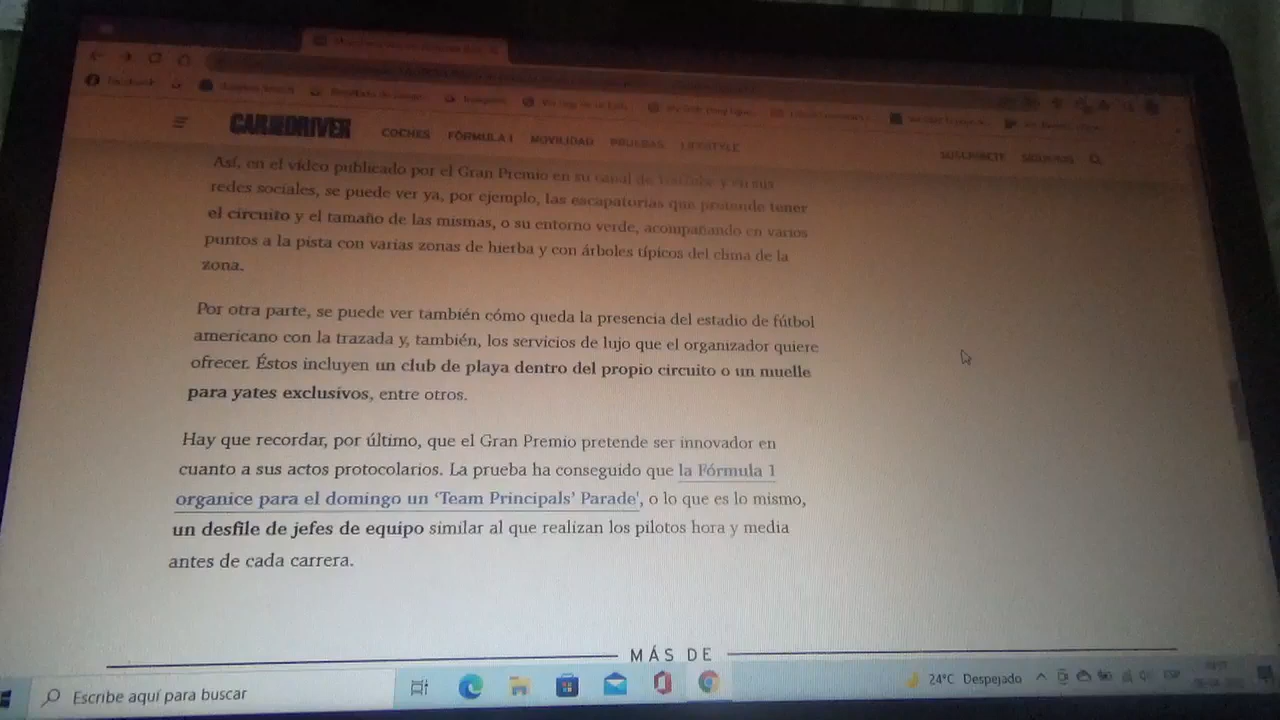 Facebook
CAR AND DRIVER COCHES FÓRMULA 1 MOVILIDAD PRUEBAS LIFESTYLE SUSCRÍBETE SÍGUENOS
Así, en el vídeo publicado por el Gran Premio en su canal de YouTube y en sus
redes sociales, se puede ver ya, por ejemplo, las escapatorias que pretende tener
el circuito y el tamaño de las mismas, o su entorno verde, acompañando en varios
puntos a la pista con varias zonas de hierba y con árboles típicos del clima de la
zona.
Por otra parte, se puede ver también cómo queda la presencia del estadio de fútbol
americano con la trazada y, también, los servicios de lujo que el organizador quiere
ofrecer. Éstos incluyen un club de playa dentro del propio circuito o un muelle
para yates exclusivos, entre otros.
Hay que recordar, por último, que el Gran Premio pretende ser innovador en
cuanto a sus actos protocolarios. La prueba ha conseguido que la Fórmula 1
organice para el domingo un ‘Team Principals’ Parade', o lo que es lo mismo,
un desfile de jefes de equipo similar al que realizan los pilotos hora y media
antes de cada carrera.
MÁS DE
Escribe aquí para buscar 24°C Despejado ESP